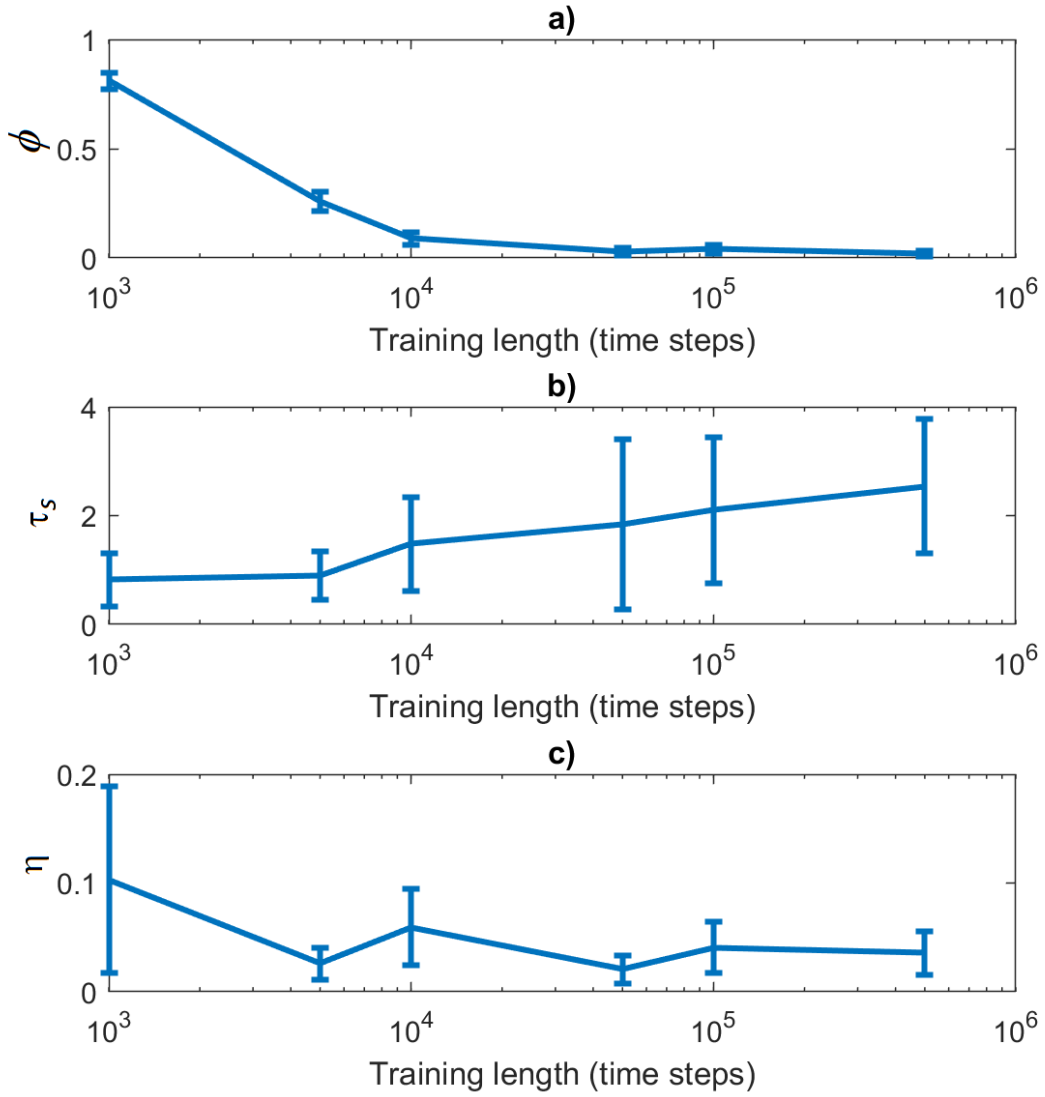 a)
1
0.5
0
ϕ
10³ 10⁴ 10⁵ 10⁶
Training length (time steps)
b)
4
2
0
τₛ
10³ 10⁴ 10⁵ 10⁶
Training length (time steps)
c)
0.2
0.1
0
η
10³ 10⁴ 10⁵ 10⁶
Training length (time steps)